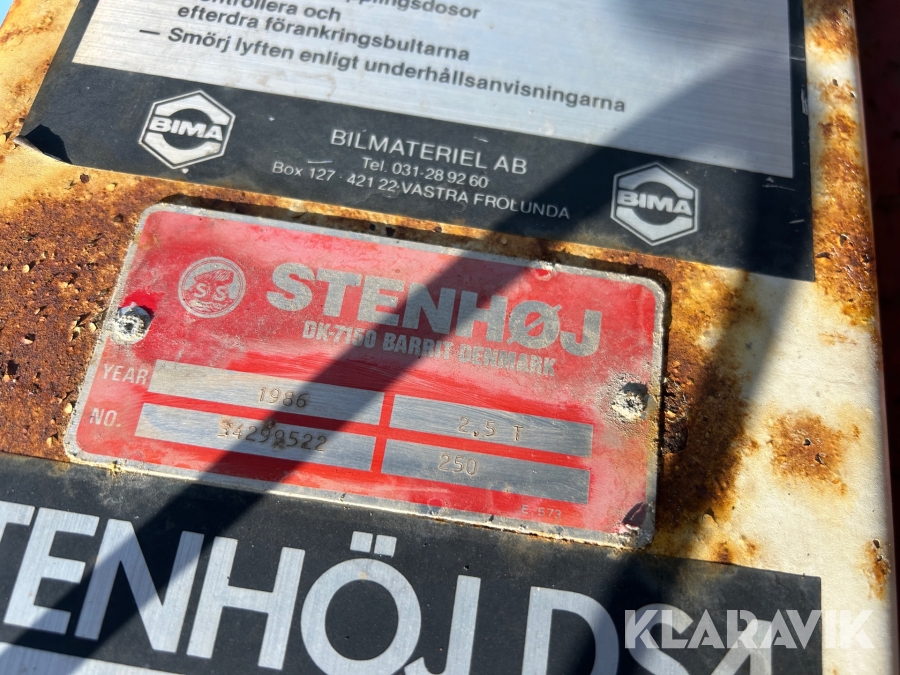 efterdra förankringsbultarna
— Smörj lyften enligt underhållsanvisningarna
BIMA
BILMATERIEL AB
Tel. 031-28 92 60
Box 127 · 421 22 VÄSTRA FRÖLUNDA
BIMA
S.S.
STENHØJ
DK-7150 BARRIT-DENMARK
YEAR 1986 2,5 T
NO. 34299522 250
E-573
TENHÖJ
KLARAVIK